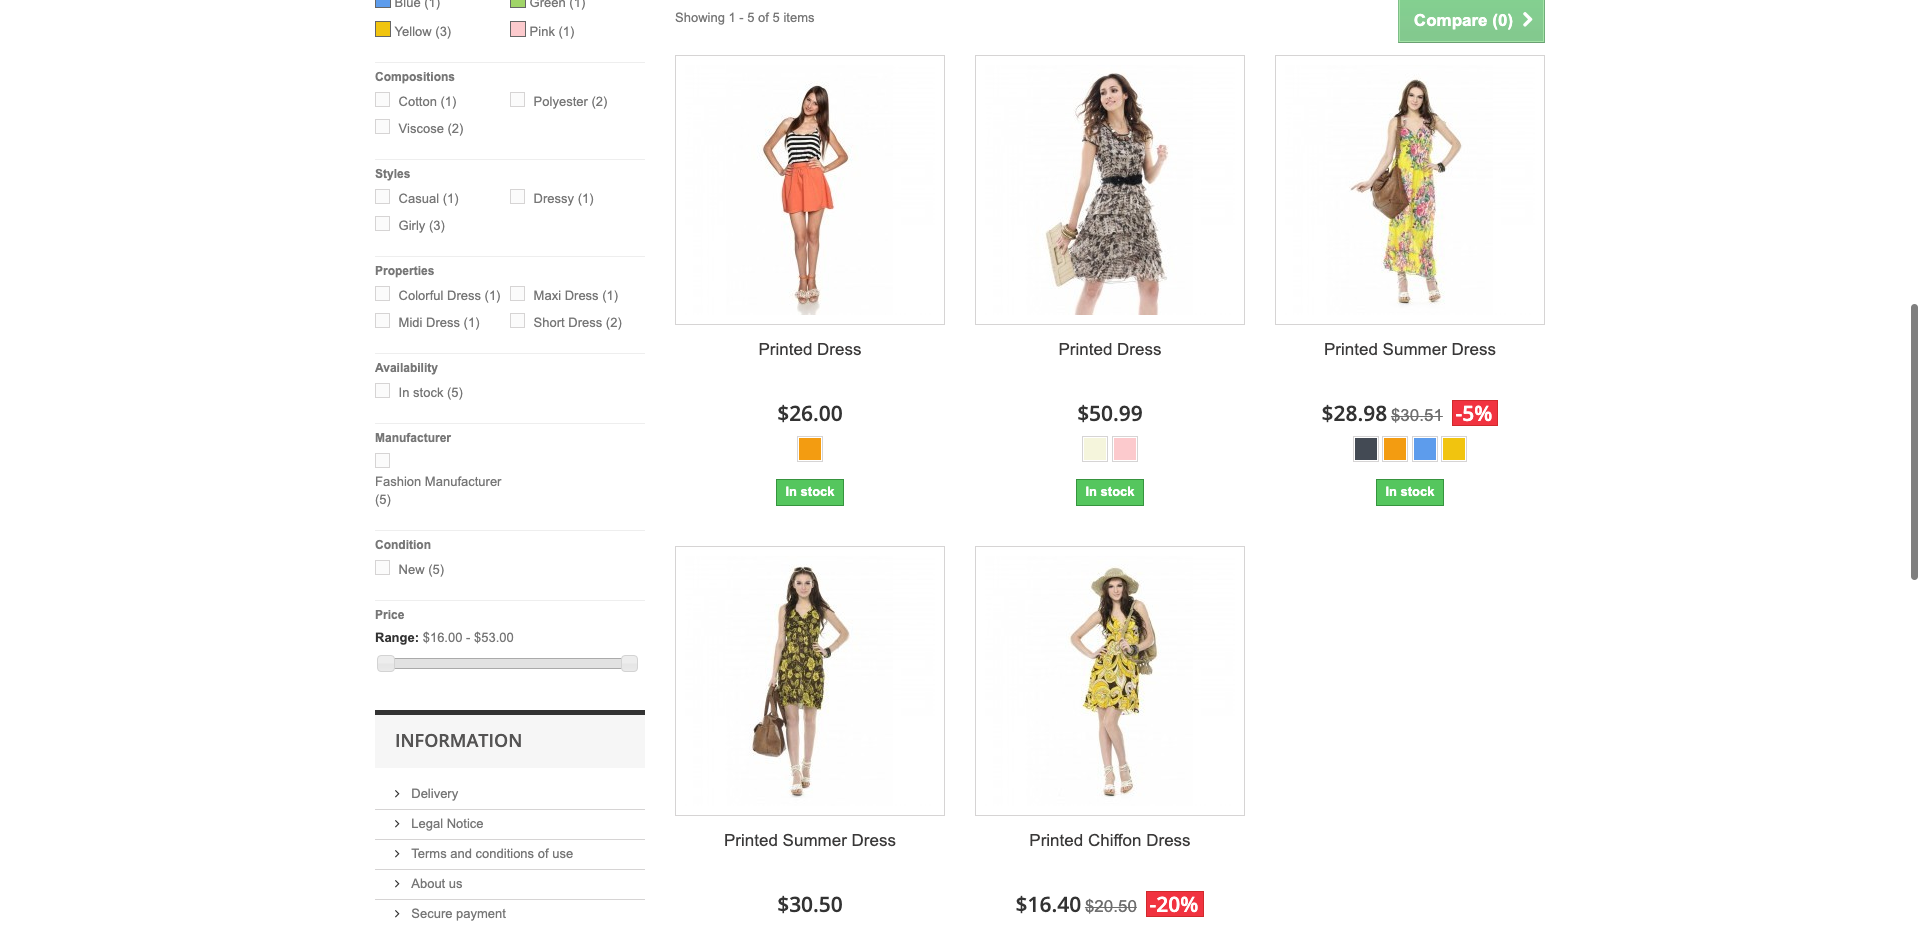 Blue (1)
Green (1)
Yellow (3)
Pink (1)
Compositions
Cotton (1)
Polyester (2)
Viscose (2)
Styles
Casual (1)
Dressy (1)
Girly (3)
Properties
Colorful Dress (1)
Maxi Dress (1)
Midi Dress (1)
Short Dress (2)
Availability
In stock (5)
Manufacturer
Fashion Manufacturer
(5)
Condition
New (5)
Price
Range: $16.00 - $53.00
INFORMATION
Delivery
Legal Notice
Terms and conditions of use
About us
Secure payment
Showing 1 - 5 of 5 items
Compare (0)
Printed Dress
$26.00
In stock
Printed Dress
$50.99
In stock
Printed Summer Dress
$28.98 $30.51 -5%
In stock
Printed Summer Dress
$30.50
Printed Chiffon Dress
$16.40 $20.50 -20%